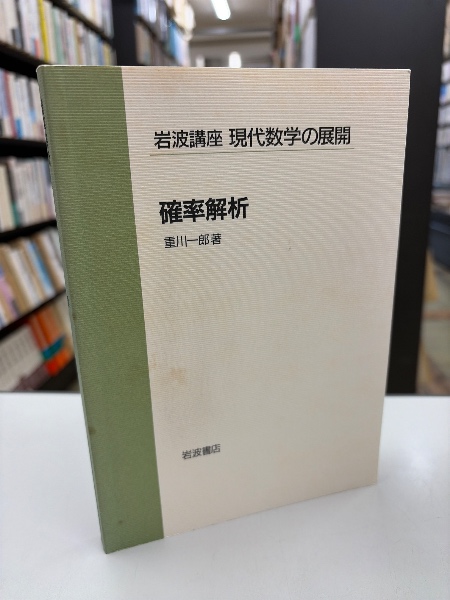 岩波講座 現代数学の展開
確率解析
重川一郎著
岩波書店